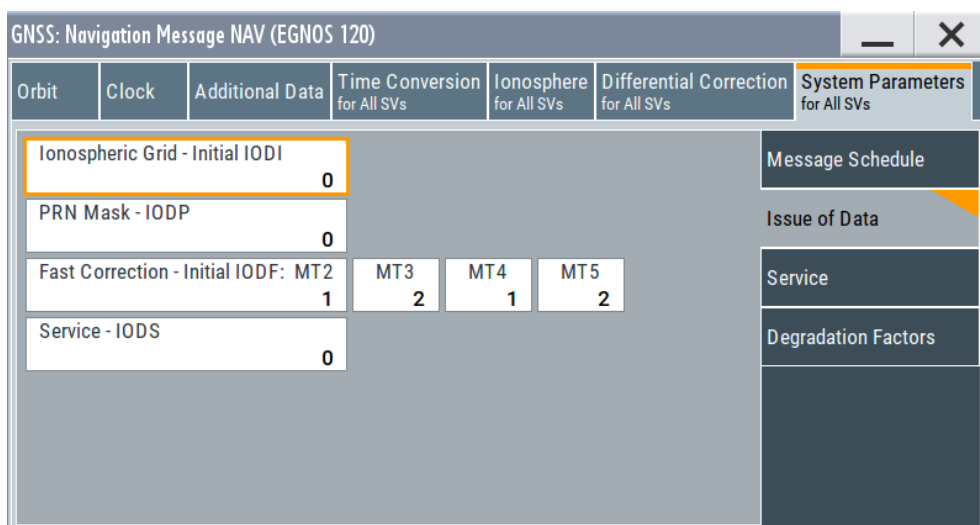 GNSS: Navigation Message NAV (EGNOS 120)
Orbit
Clock
Additional Data
Time Conversion
for All SVs
Ionosphere
for All SVs
Differential Correction
for All SVs
System Parameters
for All SVs
Ionospheric Grid - Initial IODI
0
PRN Mask - IODP
0
Fast Correction - Initial IODF: MT2
1
MT3
2
MT4
1
MT5
2
Service - IODS
0
Message Schedule
Issue of Data
Service
Degradation Factors